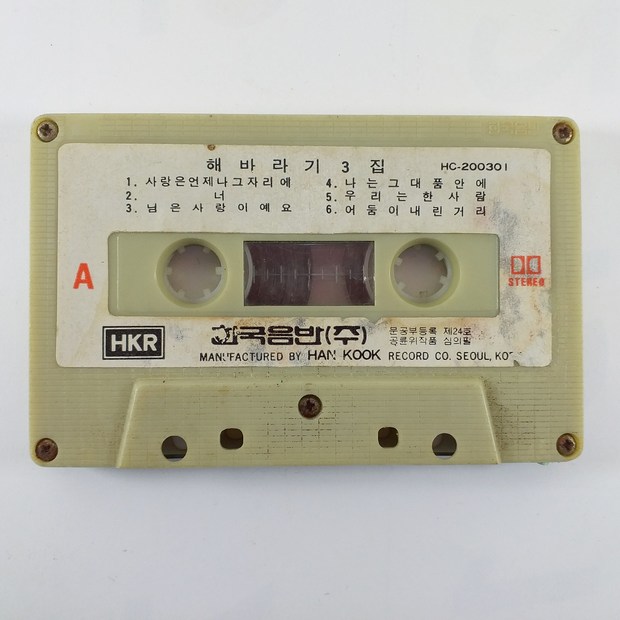 해바라기 3 집 HC-200301
1. 사랑은언제나그자리에 4. 나는그대품안에
2. 너 5. 우리는한사람
3. 님은사랑이예요 6. 어둠이내린거리
A
STEREO
HKR 한국음반(주) 문공부등록 제24호
공륜위작품 심의필
MANUFACTURED BY HAN KOOK RECORD CO. SEOUL,